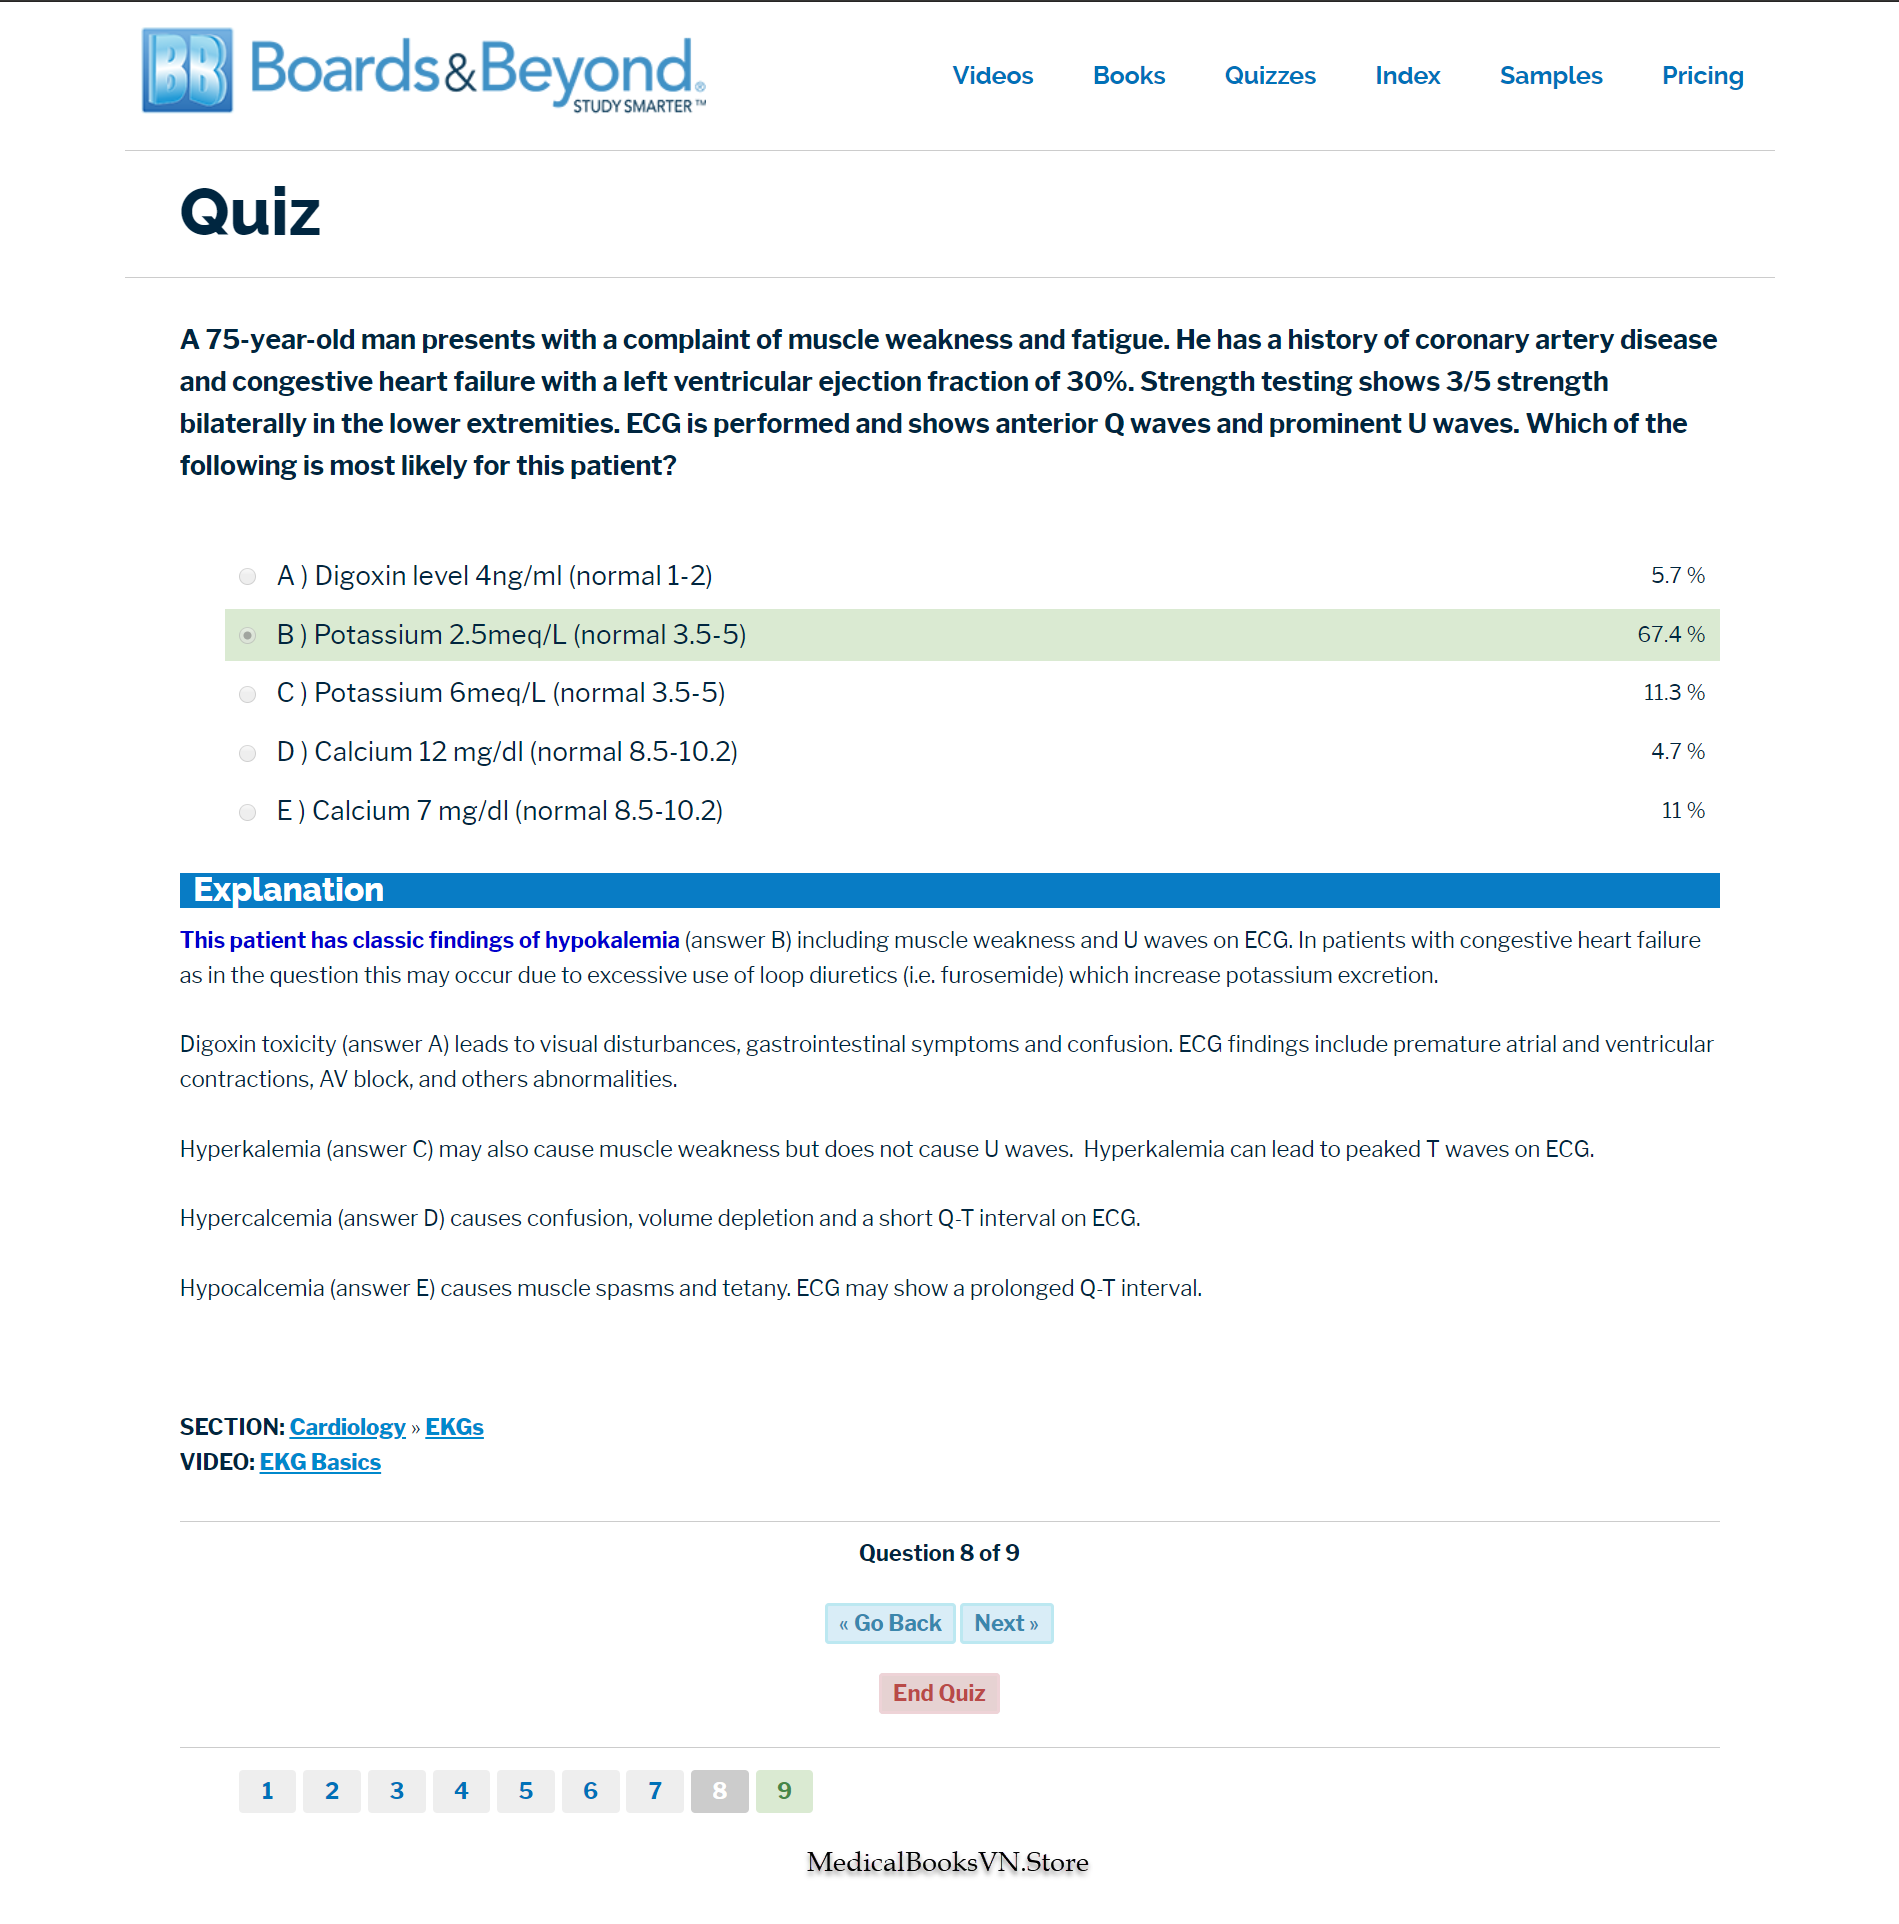 BB Boards&Beyond®
STUDY SMARTER™
Videos Books Quizzes Index Samples Pricing
Quiz
A 75-year-old man presents with a complaint of muscle weakness and fatigue. He has a history of coronary artery disease
and congestive heart failure with a left ventricular ejection fraction of 30%. Strength testing shows 3/5 strength
bilaterally in the lower extremities. ECG is performed and shows anterior Q waves and prominent U waves. Which of the
following is most likely for this patient?
A ) Digoxin level 4ng/ml (normal 1-2) 5.7 %
B ) Potassium 2.5meq/L (normal 3.5-5) 67.4 %
C ) Potassium 6meq/L (normal 3.5-5) 11.3 %
D ) Calcium 12 mg/dl (normal 8.5-10.2) 4.7 %
E ) Calcium 7 mg/dl (normal 8.5-10.2) 11 %
Explanation
This patient has classic findings of hypokalemia (answer B) including muscle weakness and U waves on ECG. In patients with congestive heart failure
as in the question this may occur due to excessive use of loop diuretics (i.e. furosemide) which increase potassium excretion.
Digoxin toxicity (answer A) leads to visual disturbances, gastrointestinal symptoms and confusion. ECG findings include premature atrial and ventricular
contractions, AV block, and others abnormalities.
Hyperkalemia (answer C) may also cause muscle weakness but does not cause U waves.  Hyperkalemia can lead to peaked T waves on ECG.
Hypercalcemia (answer D) causes confusion, volume depletion and a short Q-T interval on ECG.
Hypocalcemia (answer E) causes muscle spasms and tetany. ECG may show a prolonged Q-T interval.
SECTION: Cardiology » EKGs
VIDEO: EKG Basics
Question 8 of 9
« Go Back Next »
End Quiz
1 2 3 4 5 6 7 8 9
MedicalBooksVN.Store